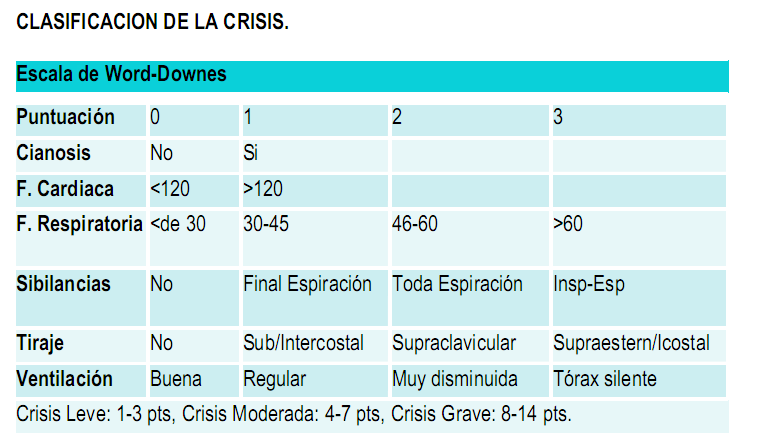 CLASIFICACION DE LA CRISIS.
Escala de Word-Downes
Puntuación 0 1 2 3
Cianosis No Si
F. Cardiaca <120 >120
F. Respiratoria <de 30 30-45 46-60 >60
Sibilancias No Final Espiración Toda Espiración Insp-Esp
Tiraje No Sub/Intercostal Supraclavicular Supraestern/Icostal
Ventilación Buena Regular Muy disminuida Tórax silente
Crisis Leve: 1-3 pts, Crisis Moderada: 4-7 pts, Crisis Grave: 8-14 pts.